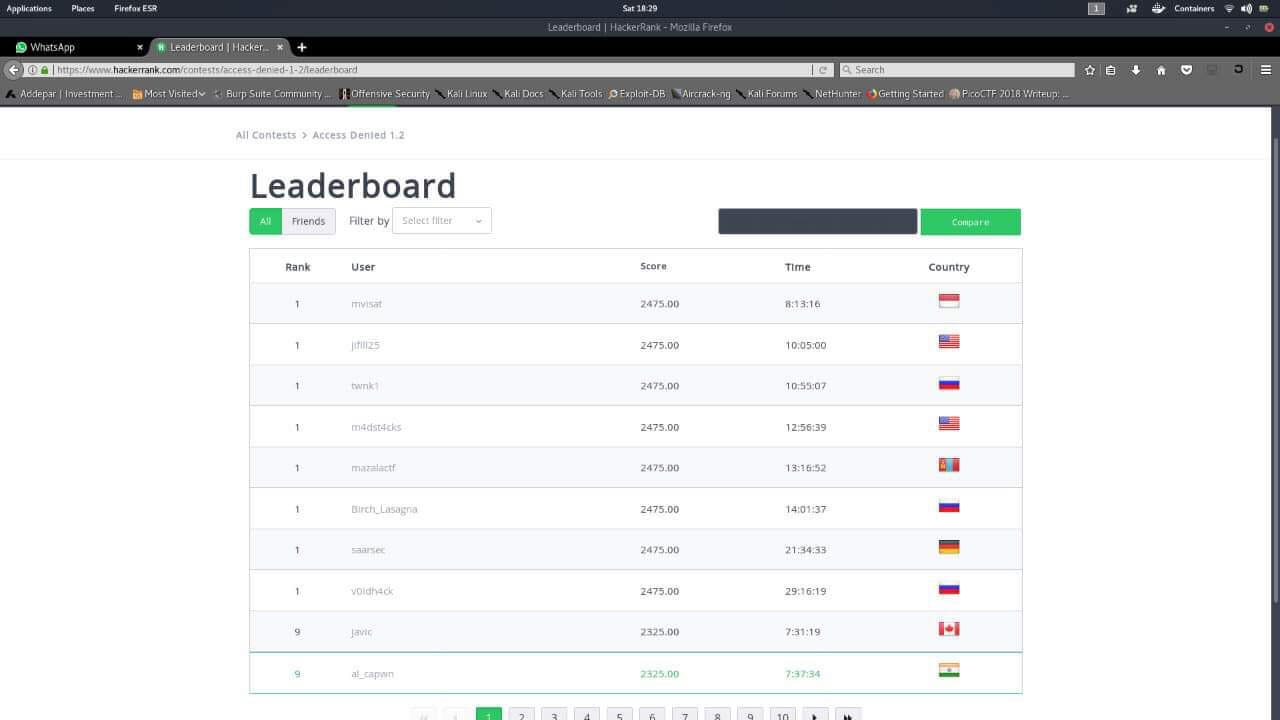 Applications Places Firefox ESR Sat 18:29 1 Containers
Leaderboard | HackerRank - Mozilla Firefox
WhatsApp × Leaderboard | Hacker... × +
https://www.hackerrank.com/contests/access-denied-1-2/leaderboard Search
Addepar | Investment ... Most Visited Burp Suite Community ... Offensive Security Kali Linux Kali Docs Kali Tools Exploit-DB Aircrack-ng Kali Forums NetHunter Getting Started PicoCTF 2018 Writeup: ...
All Contests > Access Denied 1.2
Leaderboard
All Friends Filter by Select filter Compare
Rank User Score Time Country
1 mvisat 2475.00 8:13:16
1 jifill25 2475.00 10:05:00
1 twnk1 2475.00 10:55:07
1 m4dst4cks 2475.00 12:56:39
1 mazalactf 2475.00 13:16:52
1 Birch_Lasagna 2475.00 14:01:37
1 saarsec 2475.00 21:34:33
1 v0idh4ck 2475.00 29:16:19
9 javic 2325.00 7:31:19
9 al_capwn 2325.00 7:37:34
1 2 3 4 5 6 7 8 9 10